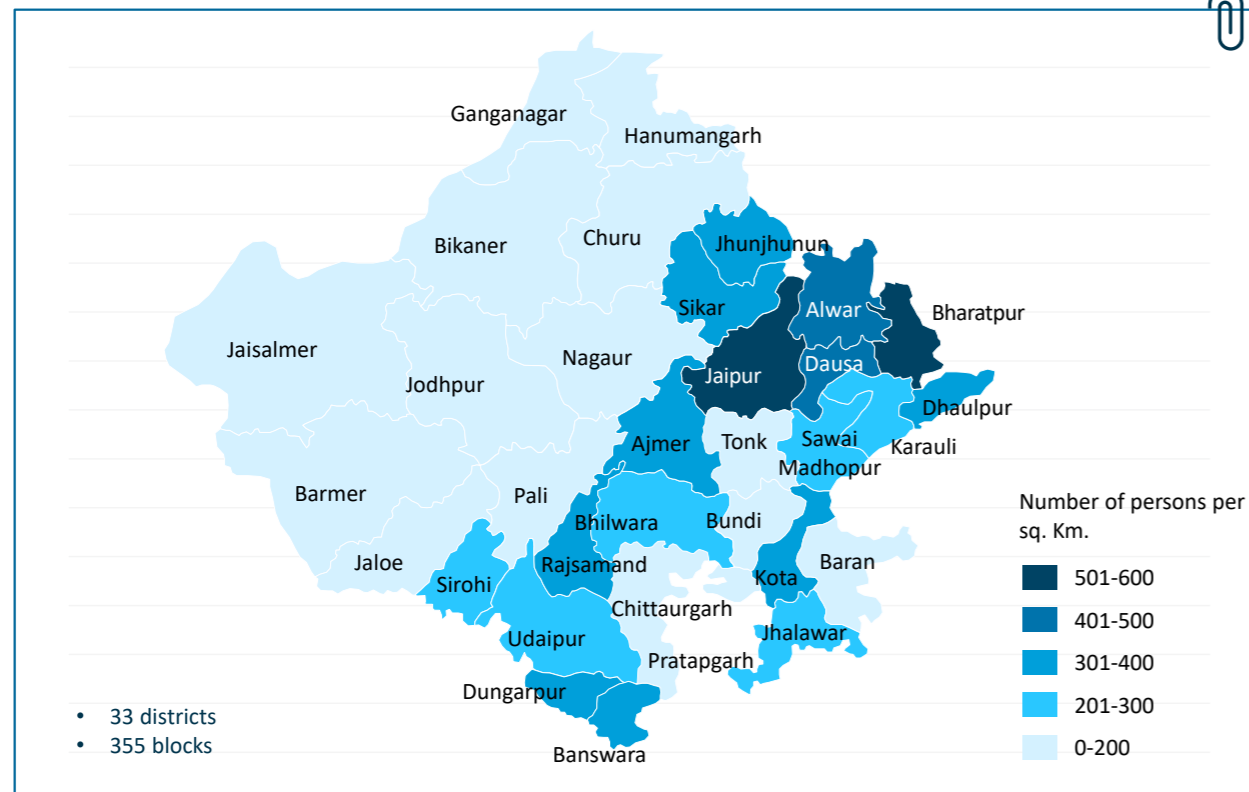 Ganganagar
Hanumangarh
Bikaner
Churu
Jhunjhunun
Sikar
Alwar
Bharatpur
Jaisalmer
Jodhpur
Nagaur
Jaipur
Dausa
Dhaulpur
Ajmer
Tonk
Sawai
Madhopur
Karauli
Barmer
Pali
Bhilwara
Bundi
Jaloe
Sirohi
Rajsamand
Kota
Baran
Chittaurgarh
Udaipur
Jhalawar
Pratapgarh
Dungarpur
Banswara
Number of persons per
sq. Km.
501-600
401-500
301-400
201-300
0-200
• 33 districts
• 355 blocks